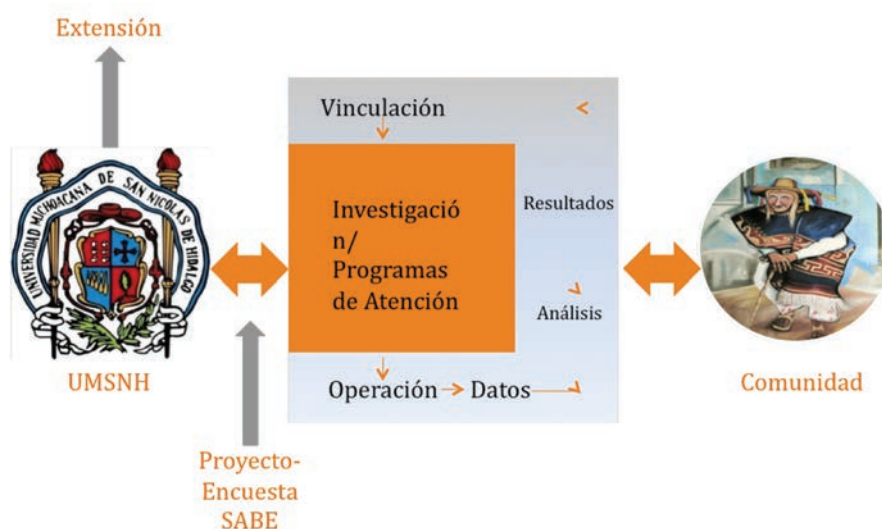 Extensión
Vinculación
UNIVERSIDAD MICHOACANA DE SAN NICOLAS DE HIDALGO
Investigació
n/
Programas
de Atención
Resultados
Análisis
UMSNH
Operación
Datos
Comunidad
Proyecto-
Encuesta
SABE